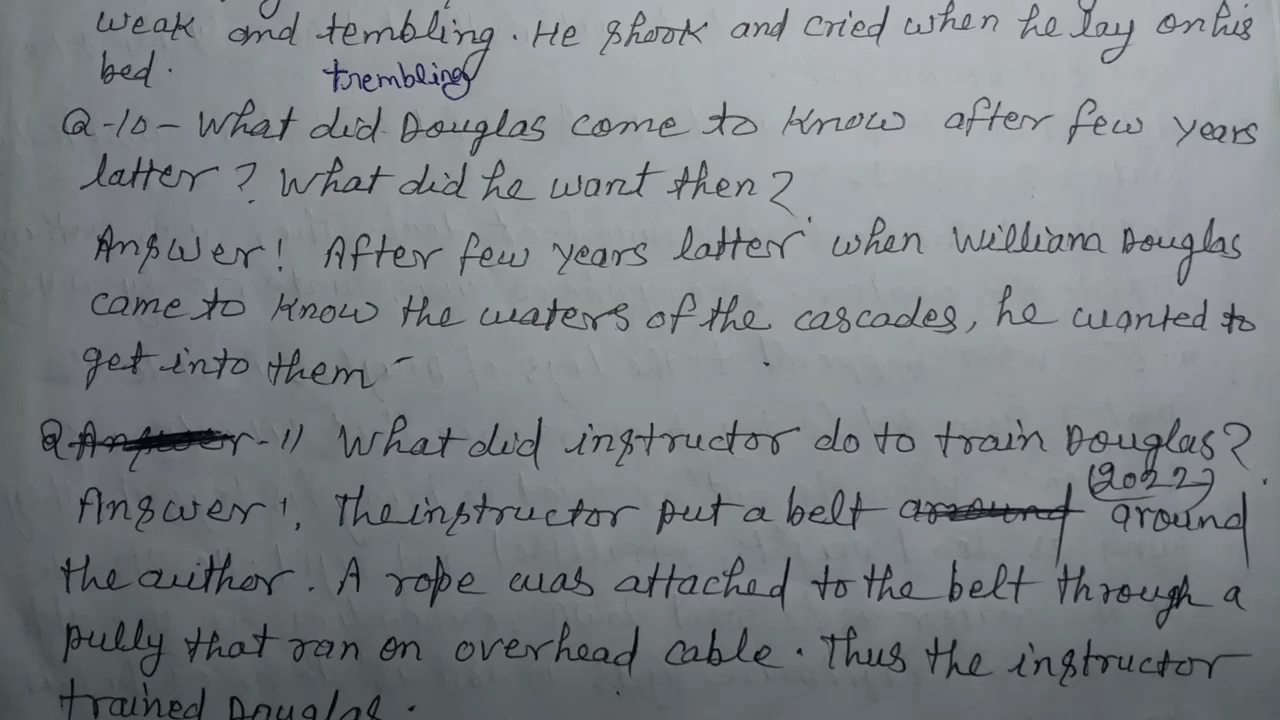 weak and tembling. He shook and cried when he lay on his
bed.
trembling
Q-10- What did Douglas come to know after few years
latter? What did he want then?
Answer! After few years latter when William Douglas
came to know the waters of the cascades, he wanted to
get into them
Q -11 What did instructor do to train Douglas?
(2022)
Answer!, The instructor put a belt around around
the author. A rope was attached to the belt through a
pully that ran on overhead cable. Thus the instructor
trained Douglas.